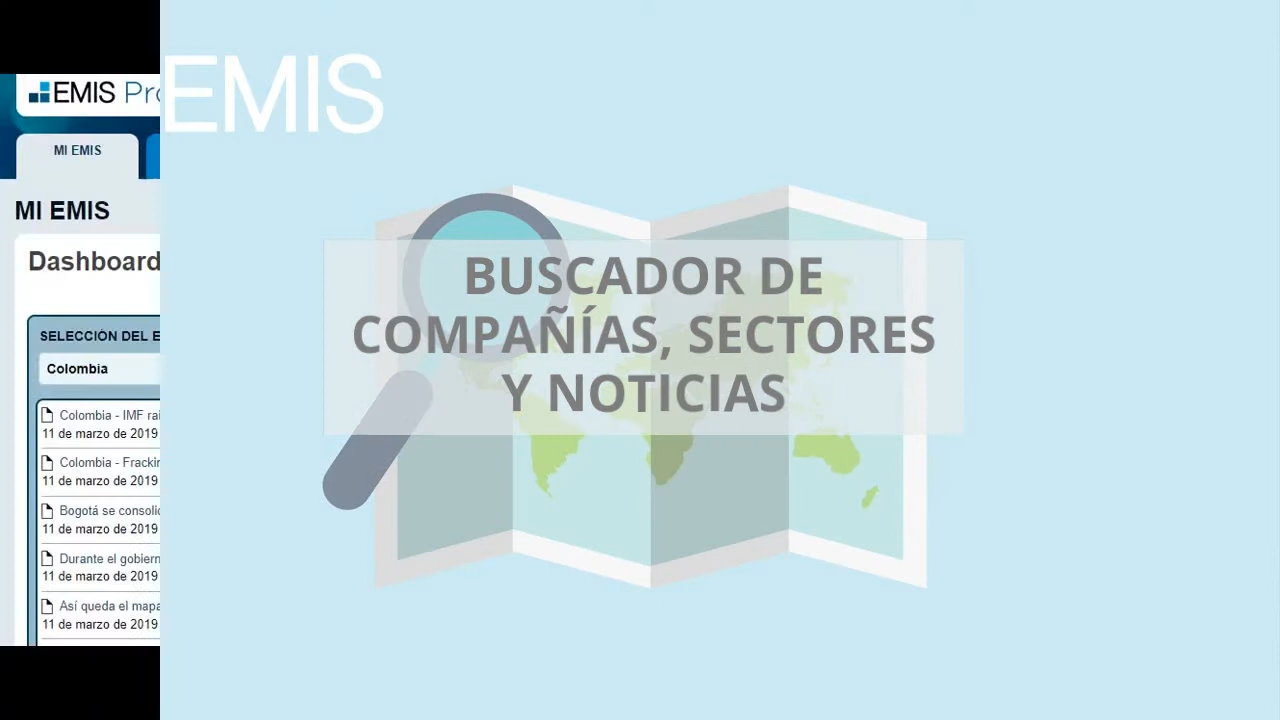 EMIS Pro
MI EMIS
MI EMIS
Dashboard
SELECCIÓN DEL E
Colombia
Colombia - IMF rai
11 de marzo de 2019
Colombia - Frackin
11 de marzo de 2019
Bogotá se consolid
11 de marzo de 2019
Durante el gobiern
11 de marzo de 2019
Así queda el mapa
11 de marzo de 2019
EMIS
BUSCADOR DE
COMPAÑÍAS, SECTORES
Y NOTICIAS